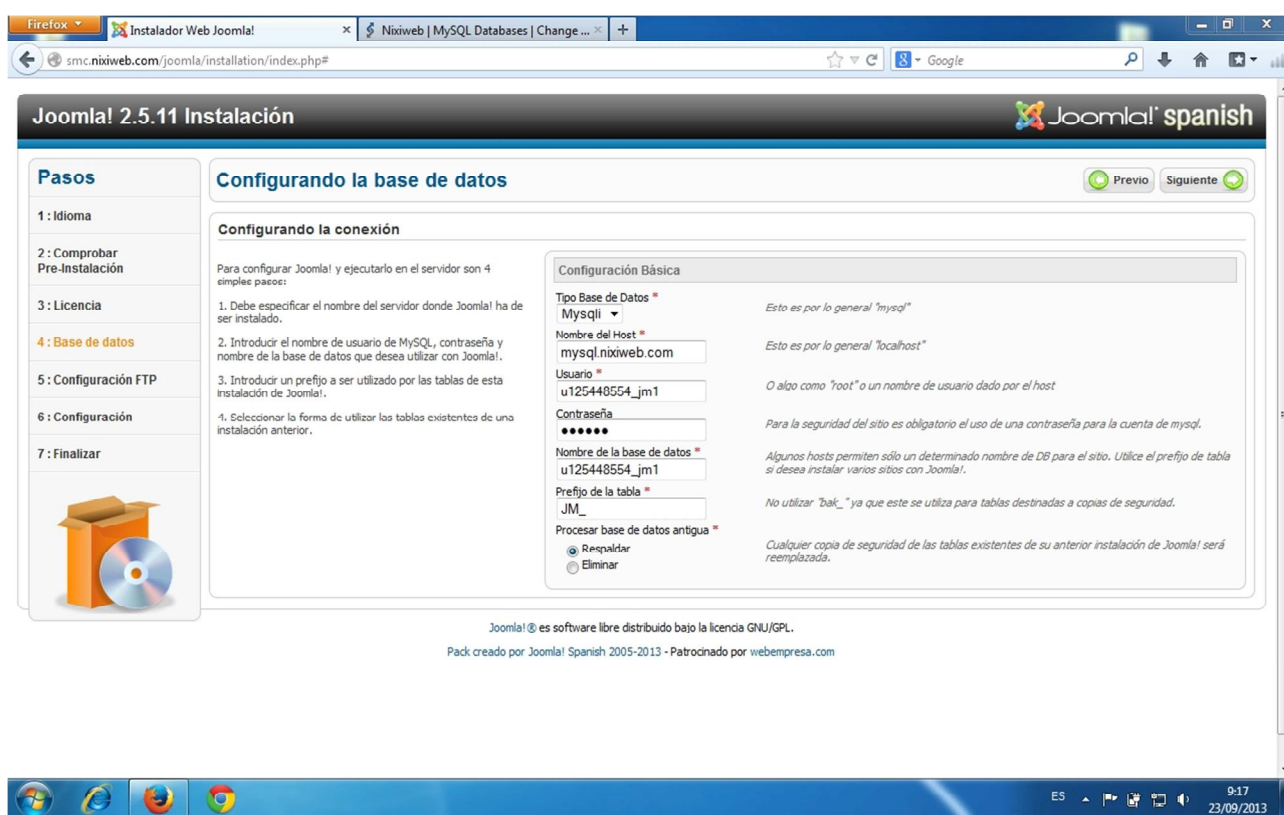 Firefox
Instalador Web Joomla!
Nixiweb | MySQL Databases | Change ...
smc.nixiweb.com/joomla/installation/index.php#
Google
Joomla! 2.5.11 Instalación
Joomla! spanish
Pasos
1 : Idioma
2 : Comprobar
Pre-Instalación
3 : Licencia
4 : Base de datos
5 : Configuración FTP
6 : Configuración
7 : Finalizar
Configurando la base de datos
Previo
Siguiente
Configurando la conexión
Para configurar Joomla! y ejecutarlo en el servidor son 4
simples pasos:
1. Debe especificar el nombre del servidor donde Joomla! ha de
ser instalado.
2. Introducir el nombre de usuario de MySQL, contraseña y
nombre de la base de datos que desea utilizar con Joomla!.
3. Introducir un prefijo a ser utilizado por las tablas de esta
Instalación de Joomla!.
4. Seleccionar la forma de utilizar las tablas existentes de una
instalación anterior.
Configuración Básica
Tipo Base de Datos *
Mysqli
Esto es por lo general "mysql"
Nombre del Host *
mysql.nixiweb.com
Esto es por lo general "localhost"
Usuario *
u125448554_jm1
O algo como "root" o un nombre de usuario dado por el host
Contraseña
●●●●●●
Para la seguridad del sitio es obligatorio el uso de una contraseña para la cuenta de mysql.
Nombre de la base de datos *
u125448554_jm1
Algunos hosts permiten sólo un determinado nombre de DB para el sitio. Utilice el prefijo de tabla
si desea instalar varios sitios con Joomla!.
Prefijo de la tabla *
JM_
No utilizar "bak_" ya que este se utiliza para tablas destinadas a copias de seguridad.
Procesar base de datos antigua *
Respaldar
Eliminar
Cualquier copia de seguridad de las tablas existentes de su anterior instalación de Joomla! será
reemplazada.
Joomla! ® es software libre distribuido bajo la licencia GNU/GPL.
Pack creado por Joomla! Spanish 2005-2013 - Patrocinado por webempresa.com
ES
9:17
23/09/2013